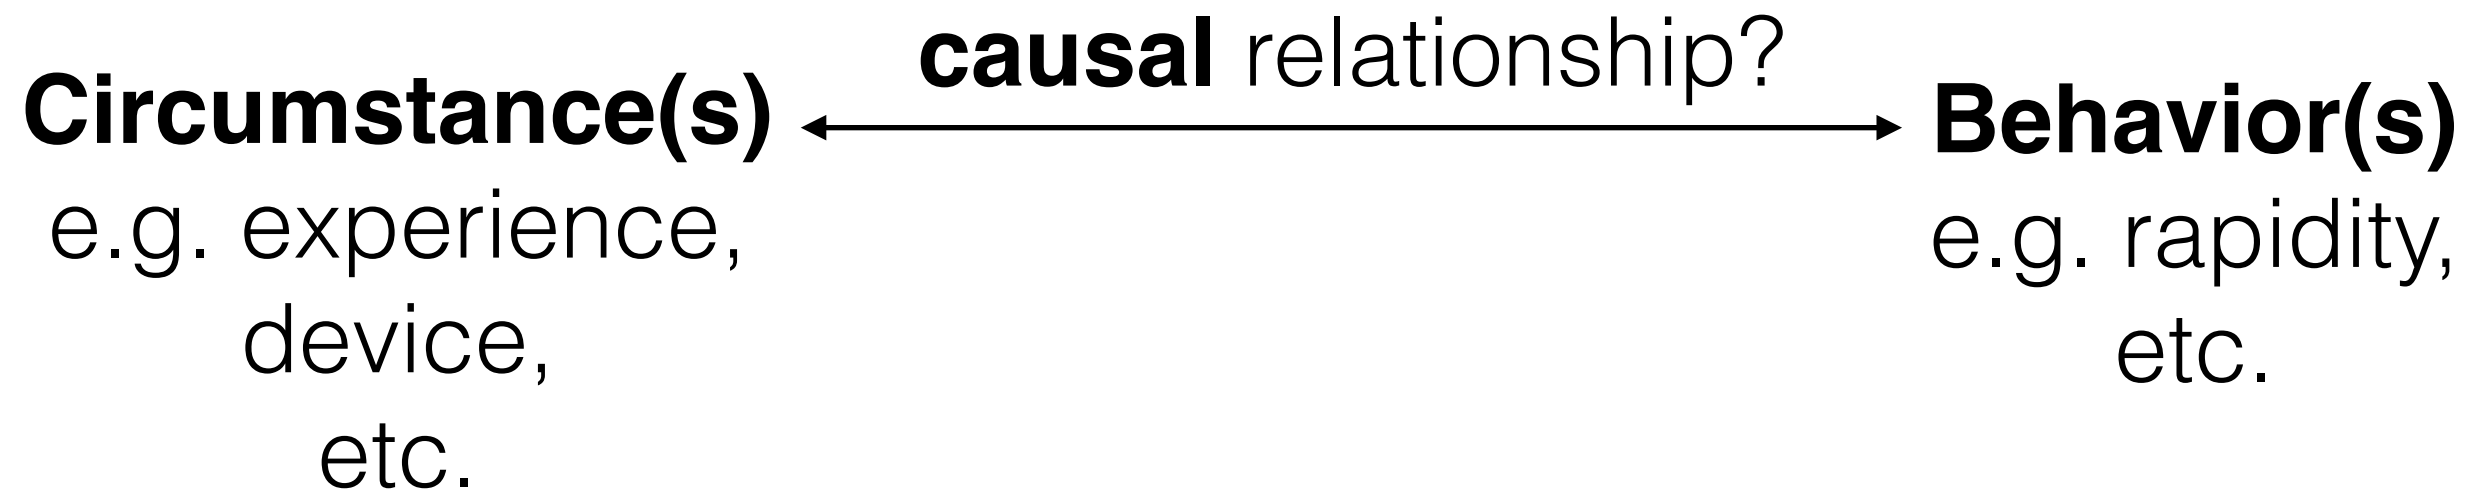 causal relationship?
Circumstance(s)
e.g. experience,
device,
etc.
Behavior(s)
e.g. rapidity,
etc.